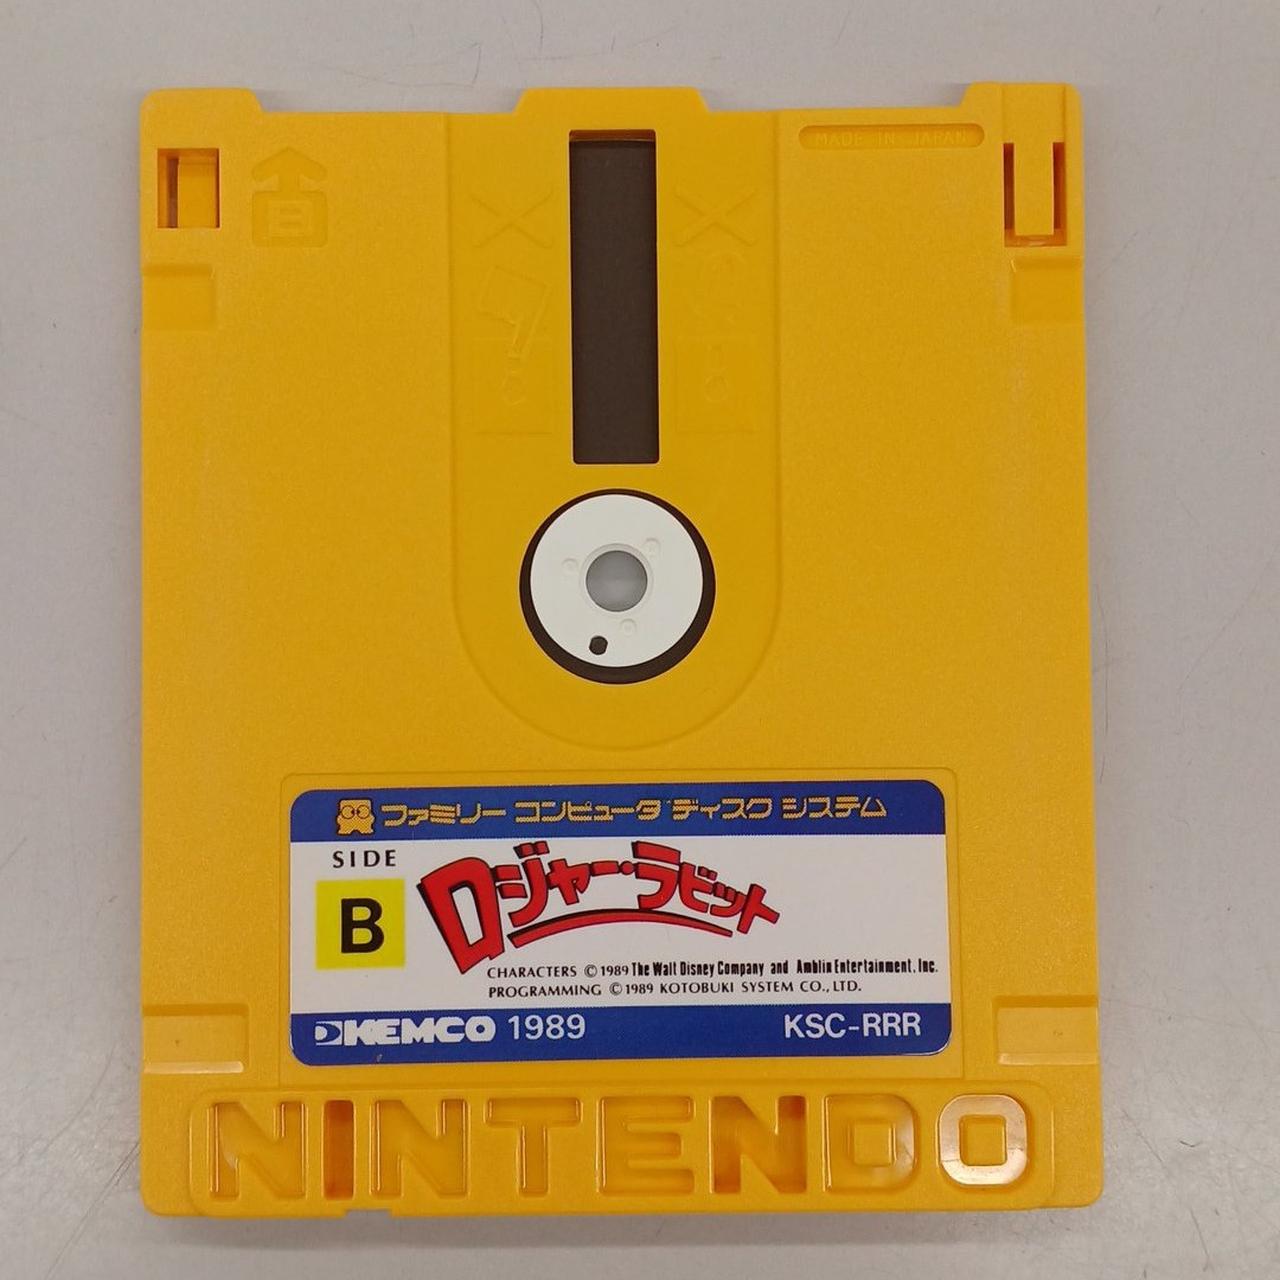 MADE IN JAPAN
B
ファミリー コンピュータ ディスク システム
SIDE
B
ロジャー・ラビット
CHARACTERS ©1989 The Walt Disney Company and Amblin Entertainment, Inc.
PROGRAMMING ©1989 KOTOBUKI SYSTEM CO., LTD.
KEMCO 1989
KSC-RRR
NINTENDO